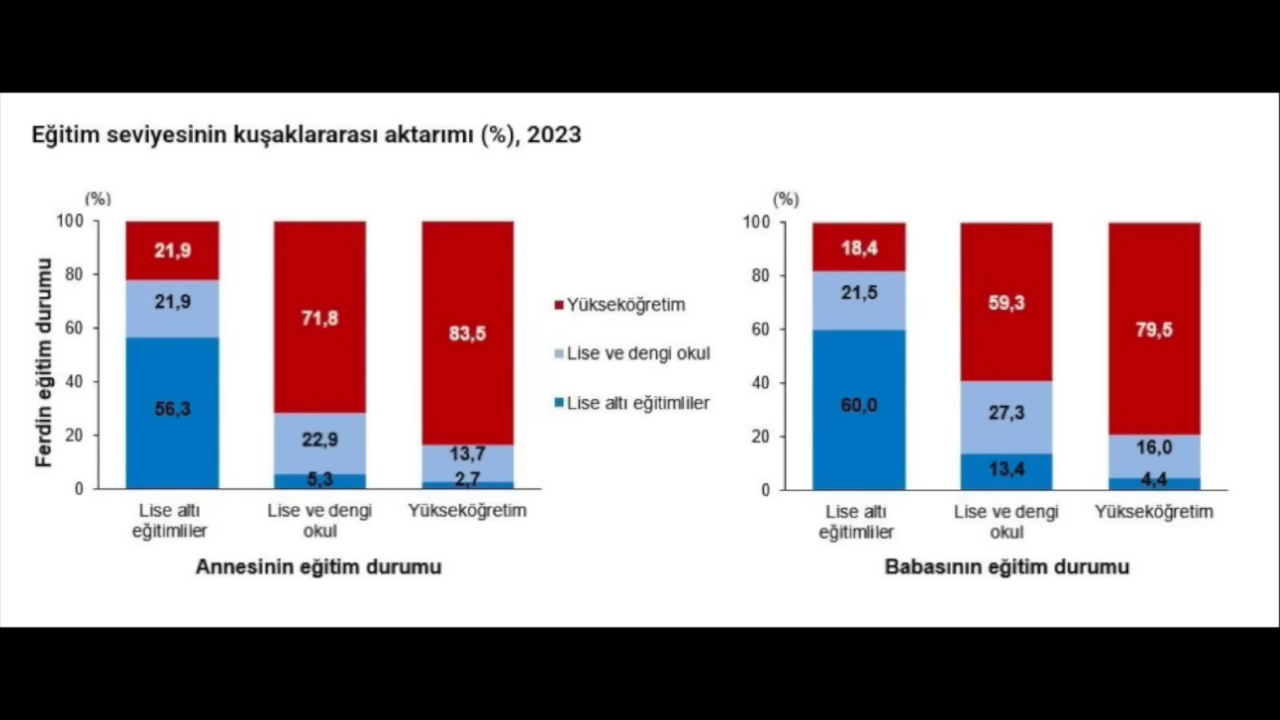 Eğitim seviyesinin kuşaklararası aktarımı (%), 2023
(%)
100
80
60
40
20
0
Ferdin eğitim durumu
21,9
21,9
56,3
71,8
22,9
5,3
83,5
13,7
2,7
Lise altı
eğitimliler
Lise ve dengi
okul
Yükseköğretim
Annesinin eğitim durumu
Yükseköğretim
Lise ve dengi okul
Lise altı eğitimliler
(%)
100
80
60
40
20
0
18,4
21,5
60,0
59,3
27,3
13,4
79,5
16,0
4,4
Lise altı
eğitimliler
Lise ve dengi
okul
Yükseköğretim
Babasının eğitim durumu